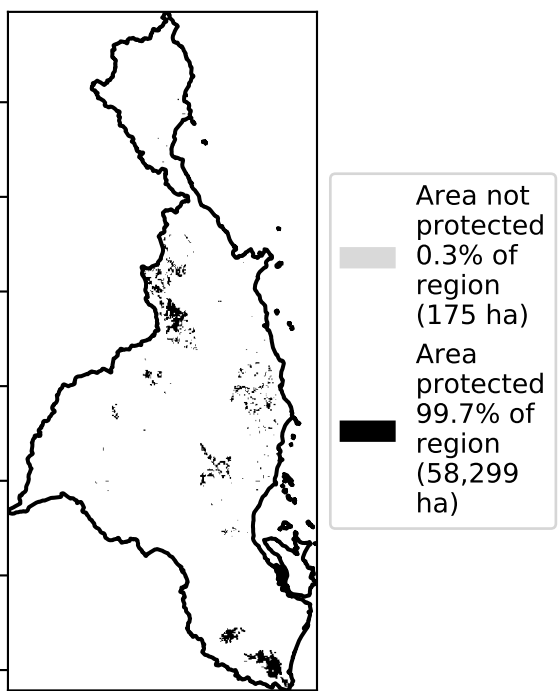 Area not
protected
0.3% of
region
(175 ha)
Area
protected
99.7% of
region
(58,299
ha)